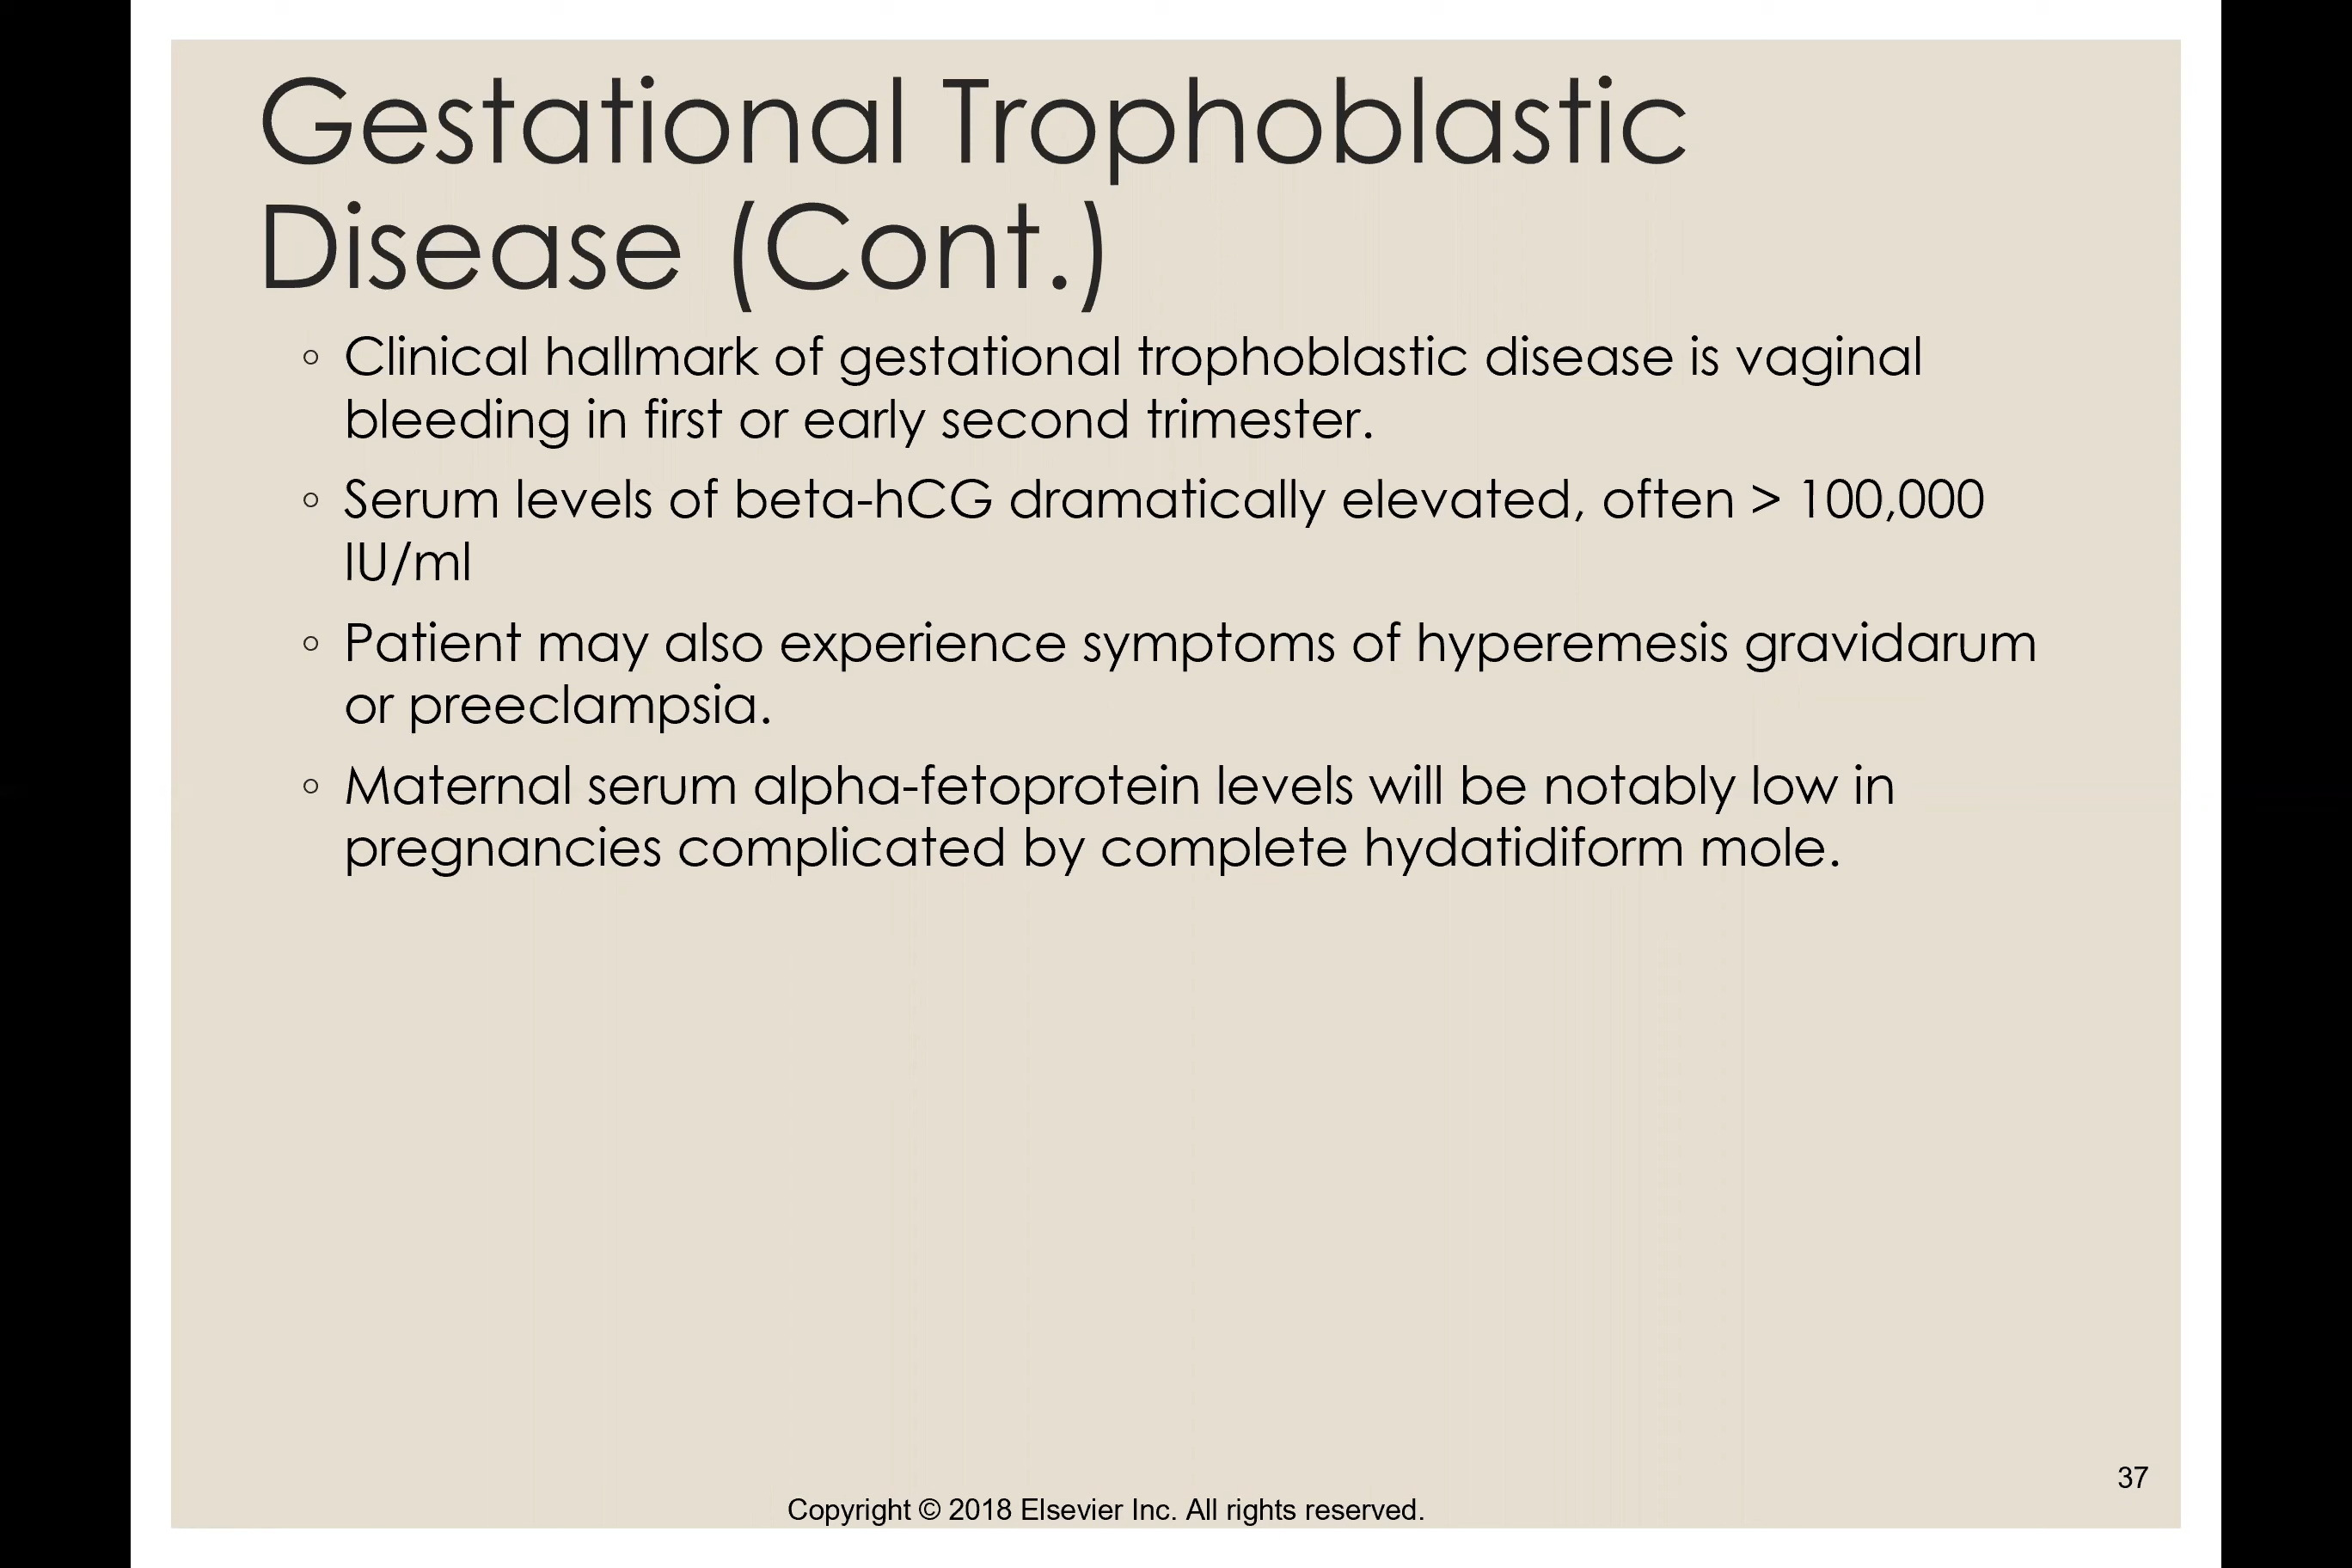 Gestational Trophoblastic
Disease (Cont.)
◦ Clinical hallmark of gestational trophoblastic disease is vaginal
bleeding in first or early second trimester.
◦ Serum levels of beta-hCG dramatically elevated, often > 100,000
IU/ml
◦ Patient may also experience symptoms of hyperemesis gravidarum
or preeclampsia.
◦ Maternal serum alpha-fetoprotein levels will be notably low in
pregnancies complicated by complete hydatidiform mole.
37
Copyright © 2018 Elsevier Inc. All rights reserved.